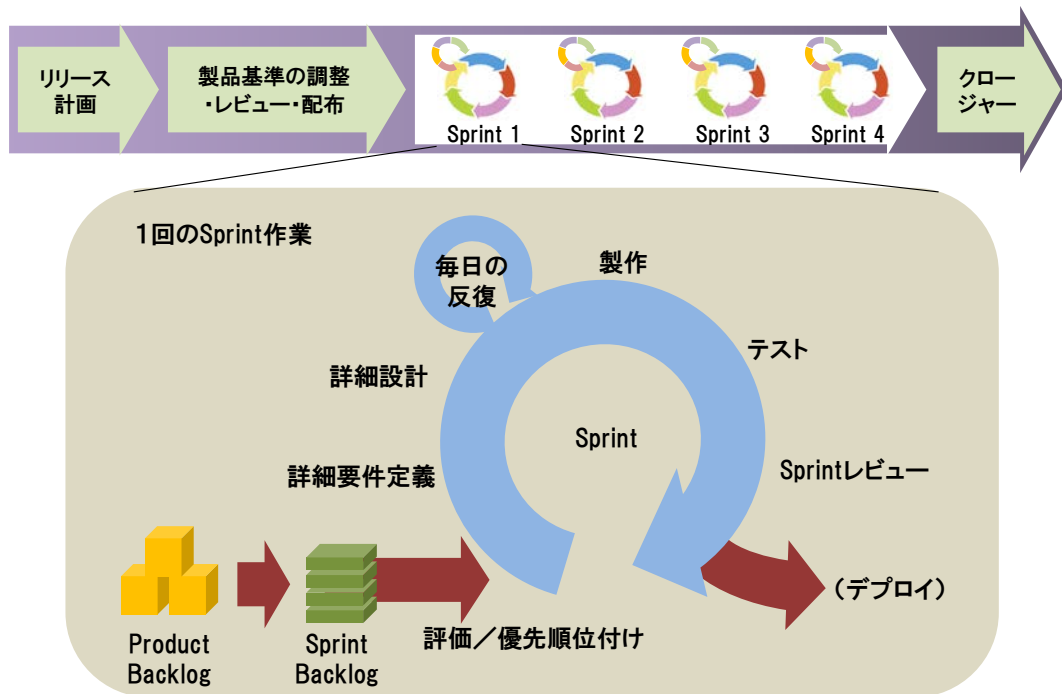 リリース
計画
製品基準の調整
・レビュー・配布
Sprint 1
Sprint 2
Sprint 3
Sprint 4
クロー
ジャー
1回のSprint作業
毎日の
反復
製作
テスト
詳細設計
Sprint
詳細要件定義
Sprintレビュー
(デプロイ)
評価／優先順位付け
Product
Backlog
Sprint
Backlog